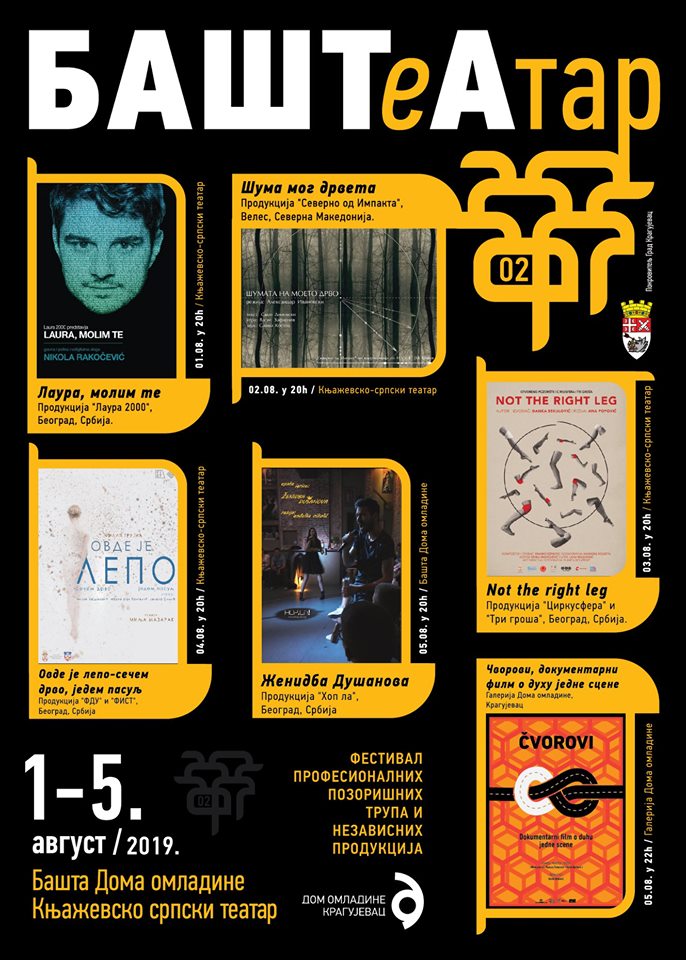 БАШТеАтар
02
Покровитељ Град Крагујевац
Laura 2000 predstavlja
LAURA, MOLIM TE
NIKOLA RAKOČEVIĆ
01.08. у 20h / Књажевско-српски театар
Лаура, молим те
Продукција "Лаура 2000",
Београд, Србија.
Шума мог дрвета
Продукција "Северно од Импакта",
Велес, Северна Македонија.
ШУМАТА НА МОЕТО ДРВО
02.08. у 20h / Књажевско-српски театар
NOT THE RIGHT LEG
03.08. у 20h / Књажевско-српски театар
Not the right leg
Продукција "Циркусфера" и
"Три гроша", Београд, Србија.
ОВДЕ ЈЕ
ЛЕПО
04.08. у 20h / Књажевско-српски театар
Овде је лепо-сечем
дрво, једем пасуљ
Продукција "ФДУ" и "ФИСТ",
Београд, Србија
05.08. у 20h / Башта Дома омладине
Женидба Душанова
Продукција "Хоп ла",
Београд, Србија
Чворови, документарни
филм о духу једне сцене
Галерија Дома омладине,
Крагујевац
ČVOROVI
Dokumentarni film o duhu
jedne scene
05.08. у 22h / Галерија Дома омладине
1-5.
август / 2019.
Башта Дома омладине
Књажевско српски театар
02
ФЕСТИВАЛ
ПРОФЕСИОНАЛНИХ
ПОЗОРИШНИХ
ТРУПА И
НЕЗАВИСНИХ
ПРОДУКЦИЈА
ДОМ ОМЛАДИНЕ
КРАГУЈЕВАЦ